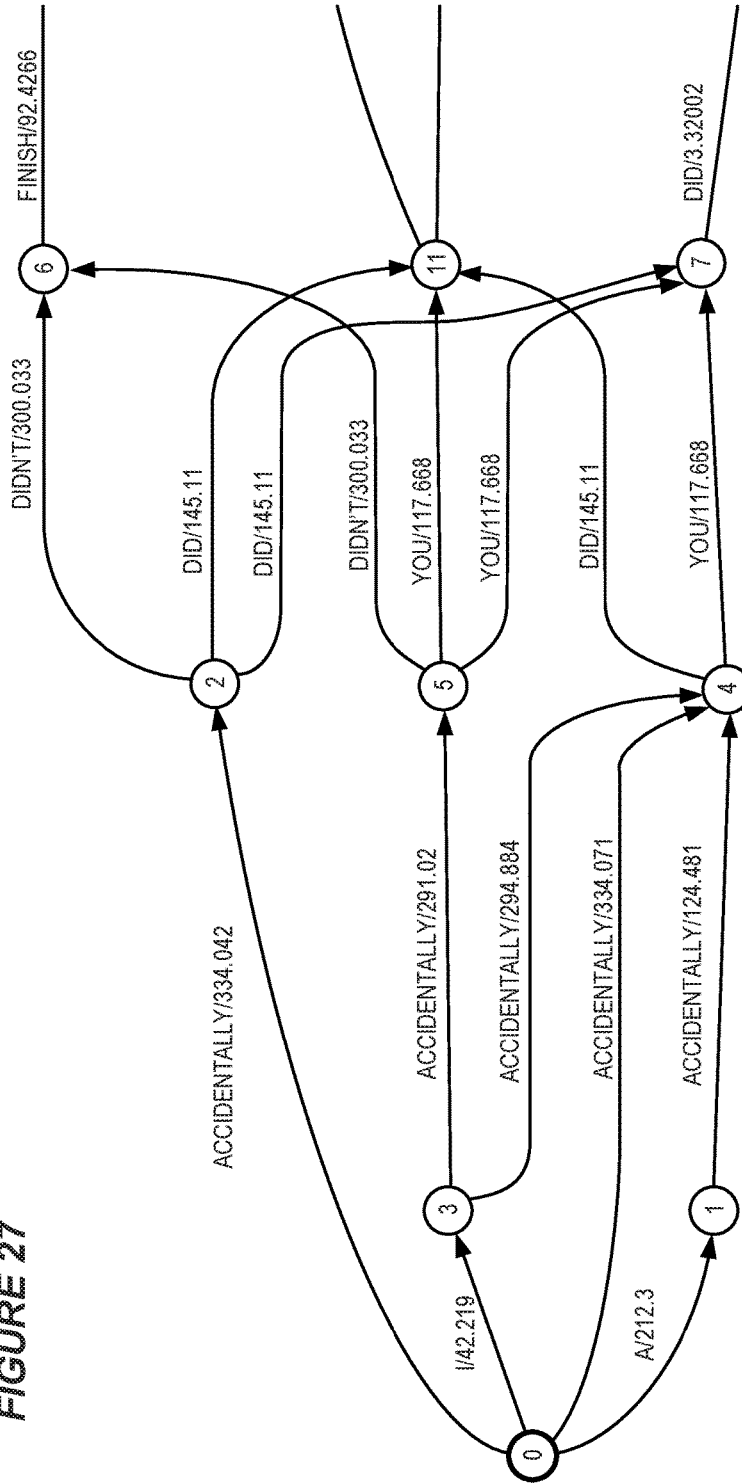 FIGURE 27
0
ACCIDENTALLY/334.042
I/42.219
ACCIDENTALLY/334.071
A/212.3
3
1
ACCIDENTALLY/291.02
ACCIDENTALLY/294.884
ACCIDENTALLY/124.481
2
5
4
DIDN'T/300.033
DID/145.11
DID/145.11
DIDN'T/300.033
YOU/117.668
YOU/117.668
DID/145.11
YOU/117.668
6
11
7
FINISH/92.4266
DID/3.32002